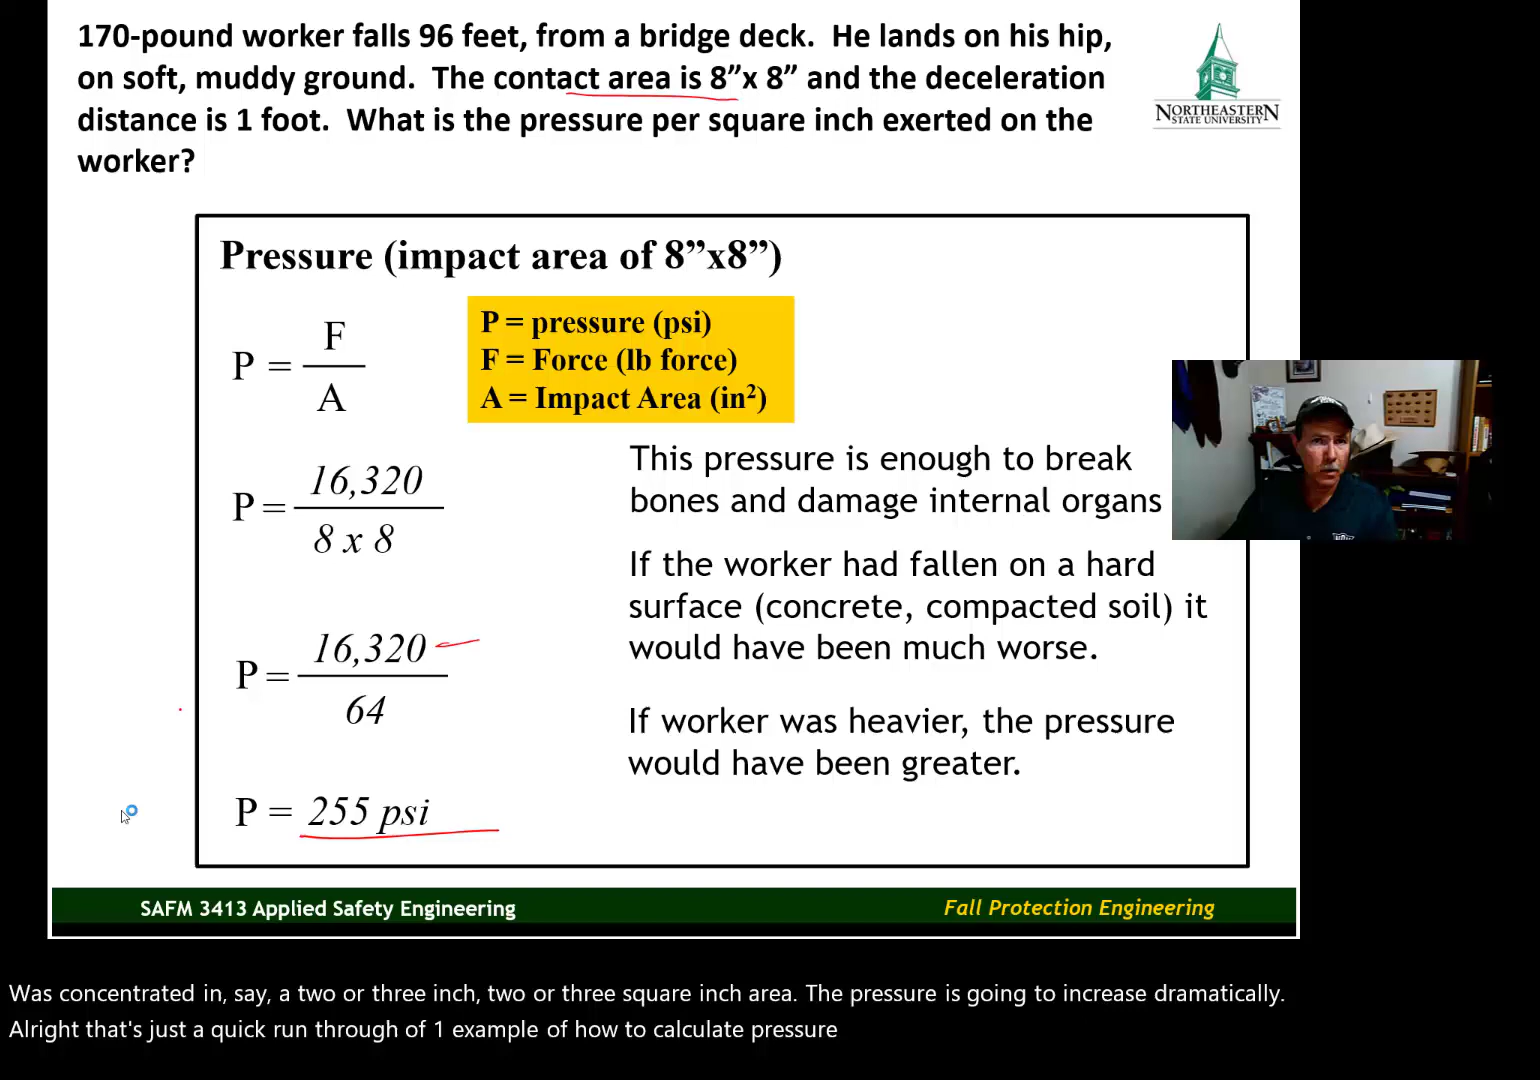 170-pound worker falls 96 feet, from a bridge deck. He lands on his hip,
on soft, muddy ground. The contact area is 8”x 8” and the deceleration
distance is 1 foot. What is the pressure per square inch exerted on the
worker?
NORTHEASTERN
STATE UNIVERSITY
Pressure (impact area of 8”x8”)
P = F
A
P = pressure (psi)
F = Force (lb force)
A = Impact Area (in²)
P = 16,320
8 x 8
This pressure is enough to break
bones and damage internal organs
If the worker had fallen on a hard
surface (concrete, compacted soil) it
would have been much worse.
P = 16,320
64
If worker was heavier, the pressure
would have been greater.
P = 255 psi
SAFM 3413 Applied Safety Engineering
Fall Protection Engineering
Was concentrated in, say, a two or three inch, two or three square inch area. The pressure is going to increase dramatically.
Alright that's just a quick run through of 1 example of how to calculate pressure